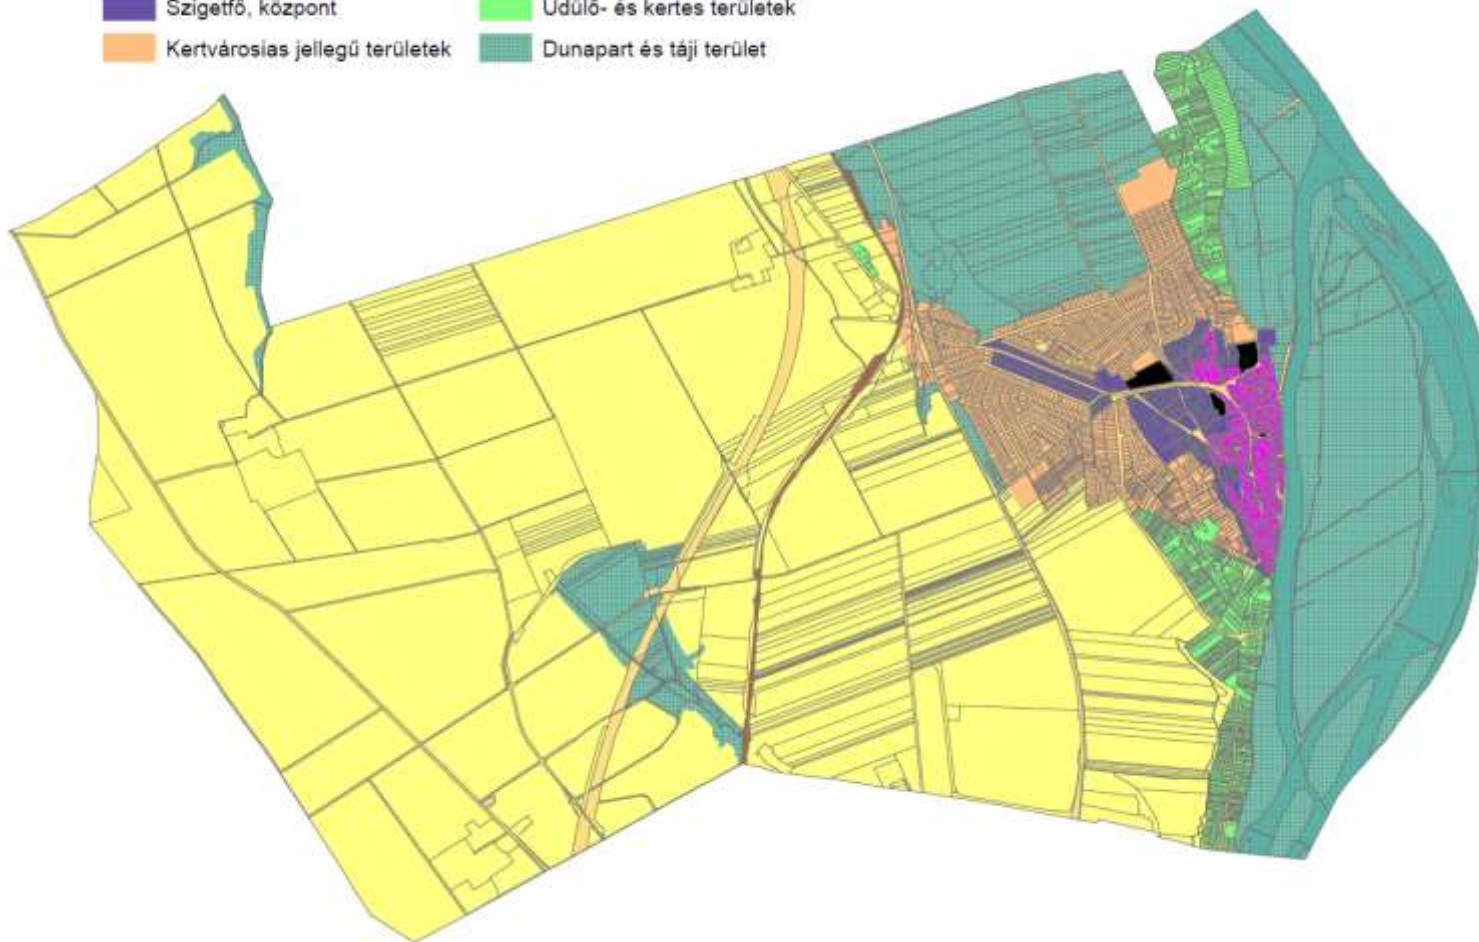 Szigetfő, központ
Üdülő- és kertes területek
Kertvárosias jellegű területek
Dunapart és táji terület